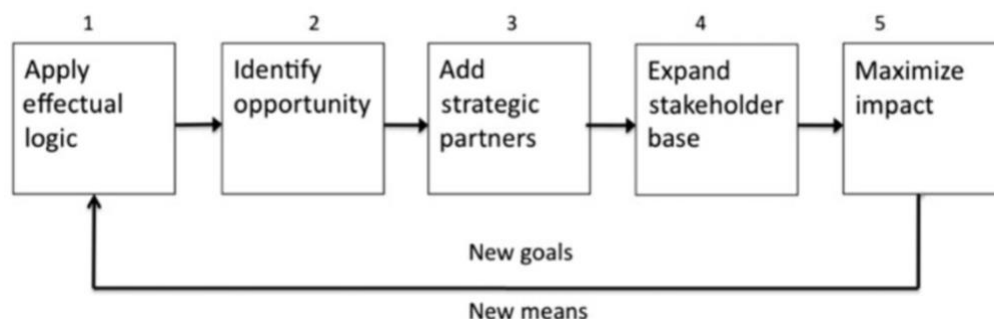 1
2
3
4
5
Apply
effectual
logic
Identify
opportunity
Add
strategic
partners
Expand
stakeholder
base
Maximize
impact
New goals
New means